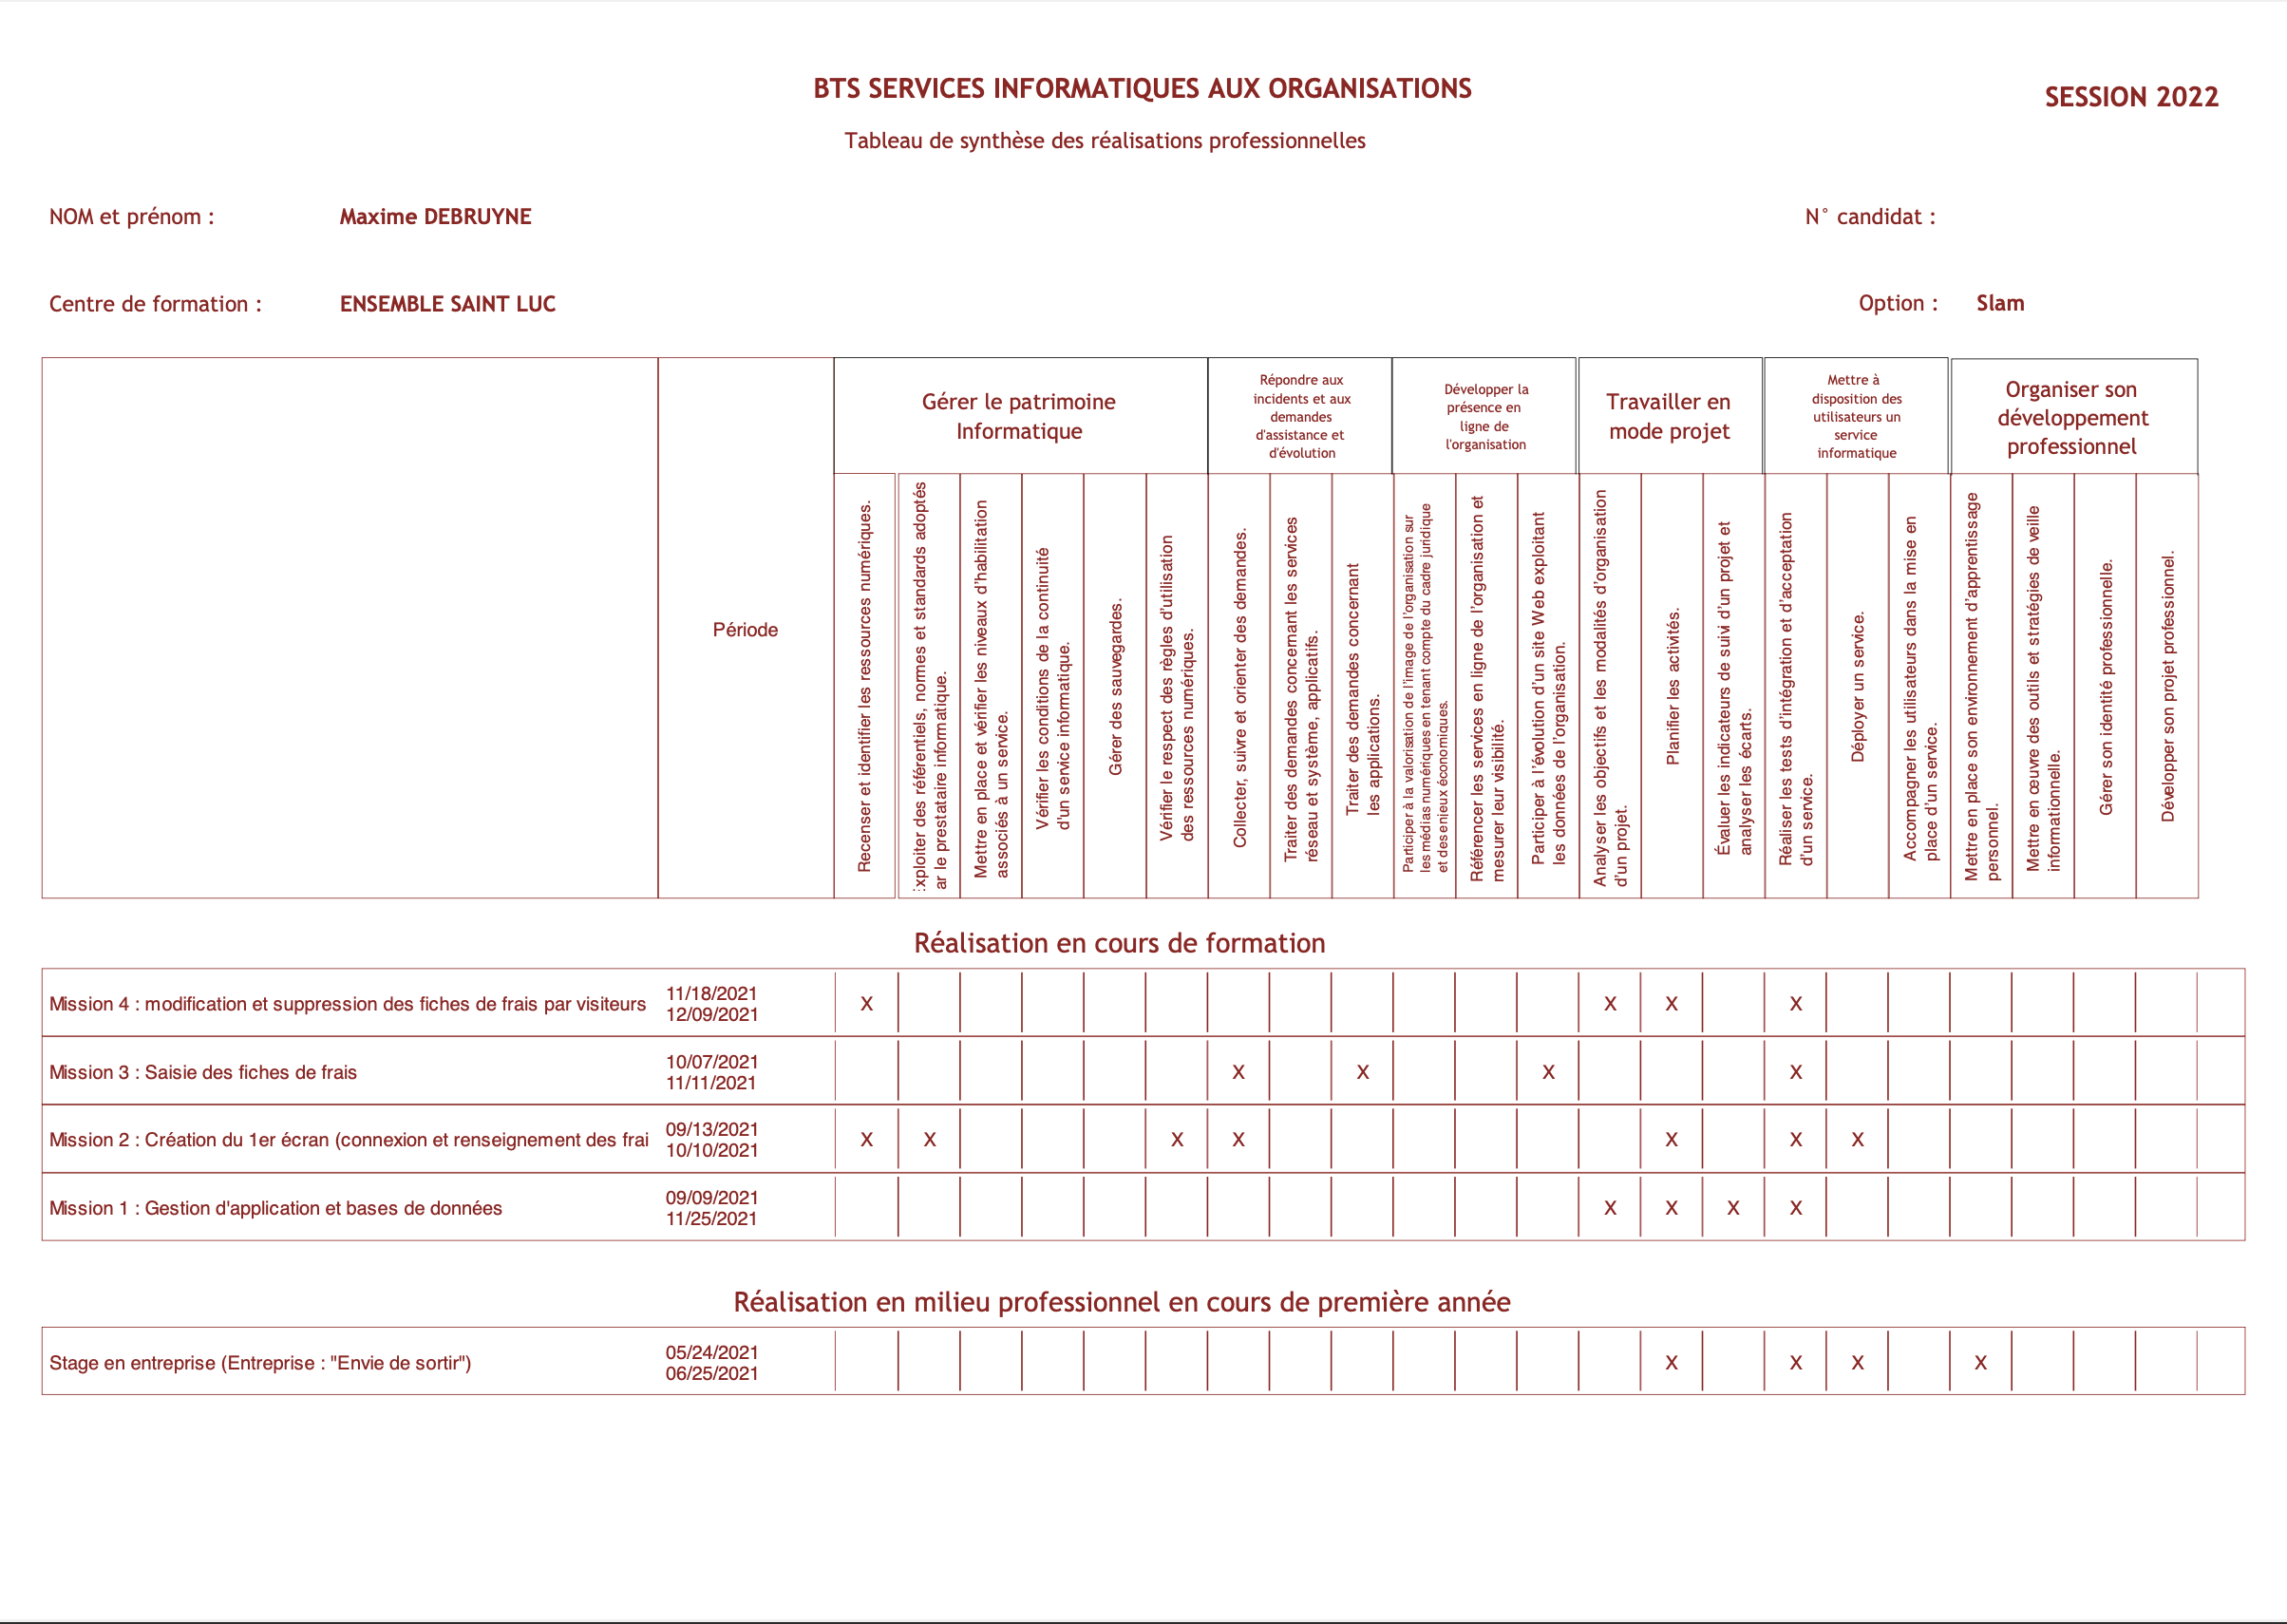 BTS SERVICES INFORMATIQUES AUX ORGANISATIONS
SESSION 2022
Tableau de synthèse des réalisations professionnelles
NOM et prénom : Maxime DEBRUYNE
N° candidat :
Centre de formation : ENSEMBLE SAINT LUC
Option : Slam
Période
Gérer le patrimoine
Informatique
Répondre aux
incidents et aux
demandes
d'assistance et
d'évolution
Développer la
présence en
ligne de
l'organisation
Travailler en
mode projet
Mettre à
disposition des
utilisateurs un
service
informatique
Organiser son
développement
professionnel
Recenser et identifier les ressources numériques.
xploiter des référentiels, normes et standards adoptés
ar le prestataire informatique.
Mettre en place et vérifier les niveaux d'habilitation
associés à un service.
Vérifier les conditions de la continuité
d'un service informatique.
Gérer des sauvegardes.
Vérifier le respect des règles d'utilisation
des ressources numériques.
Collecter, suivre et orienter des demandes.
Traiter des demandes concernant les services
réseau et système, applicatifs.
Traiter des demandes concernant
les applications.
Participer à la valorisation de l'image de l'organisation sur
les médias numériques en tenant compte du cadre juridique
et des enjeux économiques.
Référencer les services en ligne de l'organisation et
mesurer leur visibilité.
Participer à l'évolution d'un site Web exploitant
les données de l'organisation.
Analyser les objectifs et les modalités d'organisation
d'un projet.
Planifier les activités.
Évaluer les indicateurs de suivi d'un projet et
analyser les écarts.
Réaliser les tests d'intégration et d'acceptation
d'un service.
Déployer un service.
Accompagner les utilisateurs dans la mise en
place d'un service.
Mettre en place son environnement d'apprentissage
personnel.
Mettre en œuvre des outils et stratégies de veille
informationnelle.
Gérer son identité professionnelle.
Développer son projet professionnel.
Réalisation en cours de formation
Mission 4 : modification et suppression des fiches de frais par visiteurs
11/18/2021
12/09/2021
X X X X
Mission 3 : Saisie des fiches de frais
10/07/2021
11/11/2021
X X X X
Mission 2 : Création du 1er écran (connexion et renseignement des frai
09/13/2021
10/10/2021
X X X X X X X
Mission 1 : Gestion d'application et bases de données
09/09/2021
11/25/2021
X X X X
Réalisation en milieu professionnel en cours de première année
Stage en entreprise (Entreprise : "Envie de sortir")
05/24/2021
06/25/2021
X X X X